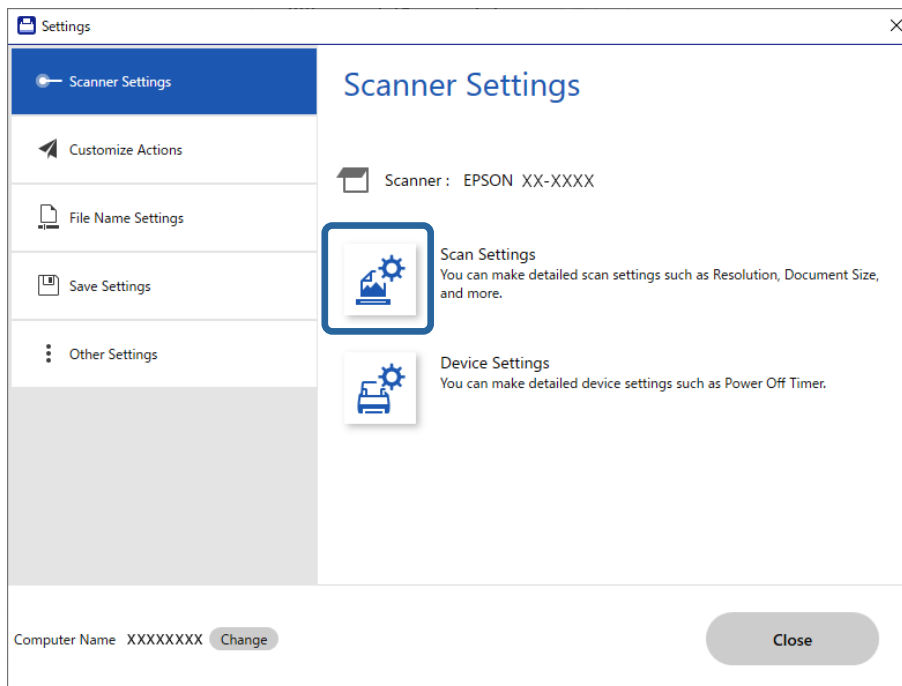 Settings
Scanner Settings
Customize Actions
File Name Settings
Save Settings
Other Settings
Scanner Settings
Scanner : EPSON XX-XXXX
Scan Settings
You can make detailed scan settings such as Resolution, Document Size,
and more.
Device Settings
You can make detailed device settings such as Power Off Timer.
Computer Name XXXXXXXX Change
Close